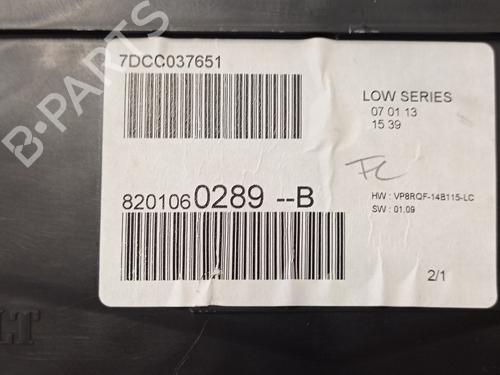 7DCC037651
LOW SERIES
07 01 13
15 39
FC
HW : VP8RQF-14B115-LC
SW : 01.09
8201060289 --B
2/1
LT
B-PARTS